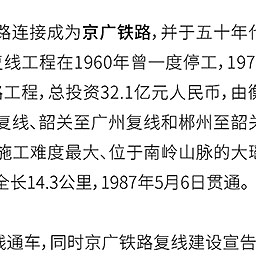 路连接成为京广铁路，并于五十年代
复线工程在1960年曾一度停工，197
路工程，总投资32.1亿元人民币，由衡
复线、韶关至广州复线和郴州至韶关
施工难度最大、位于南岭山脉的大瑶
全长14.3公里，1987年5月6日贯通。
线通车，同时京广铁路复线建设宣告